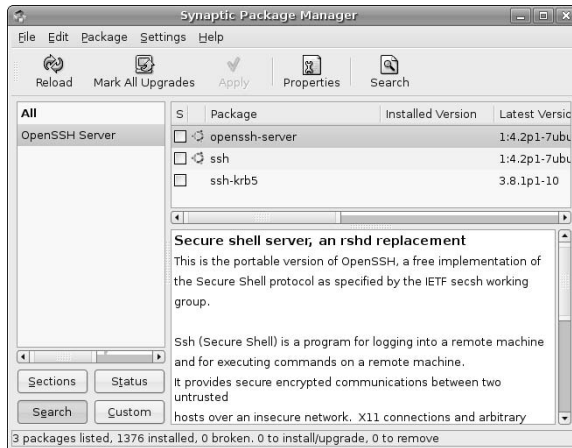 Synaptic Package Manager
File Edit Package Settings Help
Reload Mark All Upgrades Apply Properties Search
All
OpenSSH Server
S Package Installed Version Latest Versic
openssh-server 1:4.2p1-7ubu
ssh 1:4.2p1-7ubu
ssh-krb5 3.8.1p1-10
Secure shell server, an rshd replacement
This is the portable version of OpenSSH, a free implementation of
the Secure Shell protocol as specified by the IETF secsh working
group.
Ssh (Secure Shell) is a program for logging into a remote machine
and for executing commands on a remote machine.
It provides secure encrypted communications between two
untrusted
hosts over an insecure network. X11 connections and arbitrary
Sections Status
Search Custom
3 packages listed, 1376 installed, 0 broken. 0 to install/upgrade, 0 to remove